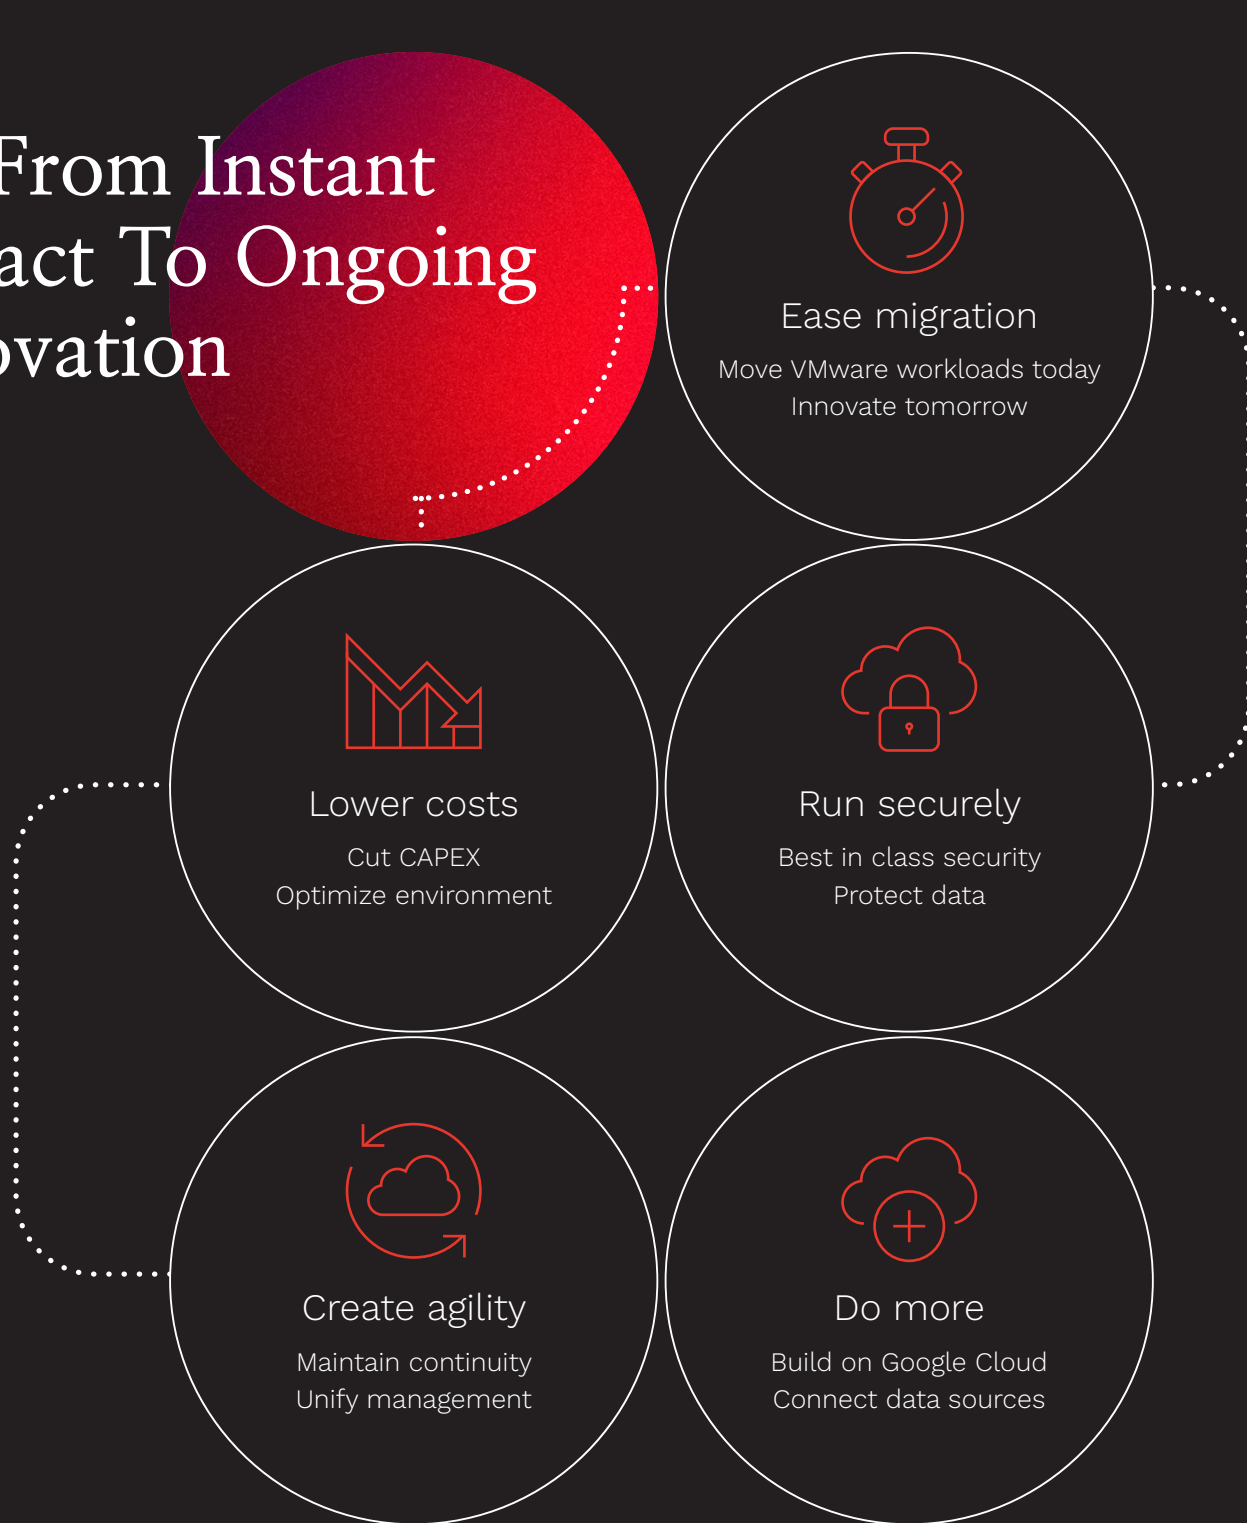 From Instant
act To Ongoing
ovation
Ease migration
Move VMware workloads today
Innovate tomorrow
Lower costs
Cut CAPEX
Optimize environment
Run securely
Best in class security
Protect data
Create agility
Maintain continuity
Unify management
Do more
Build on Google Cloud
Connect data sources